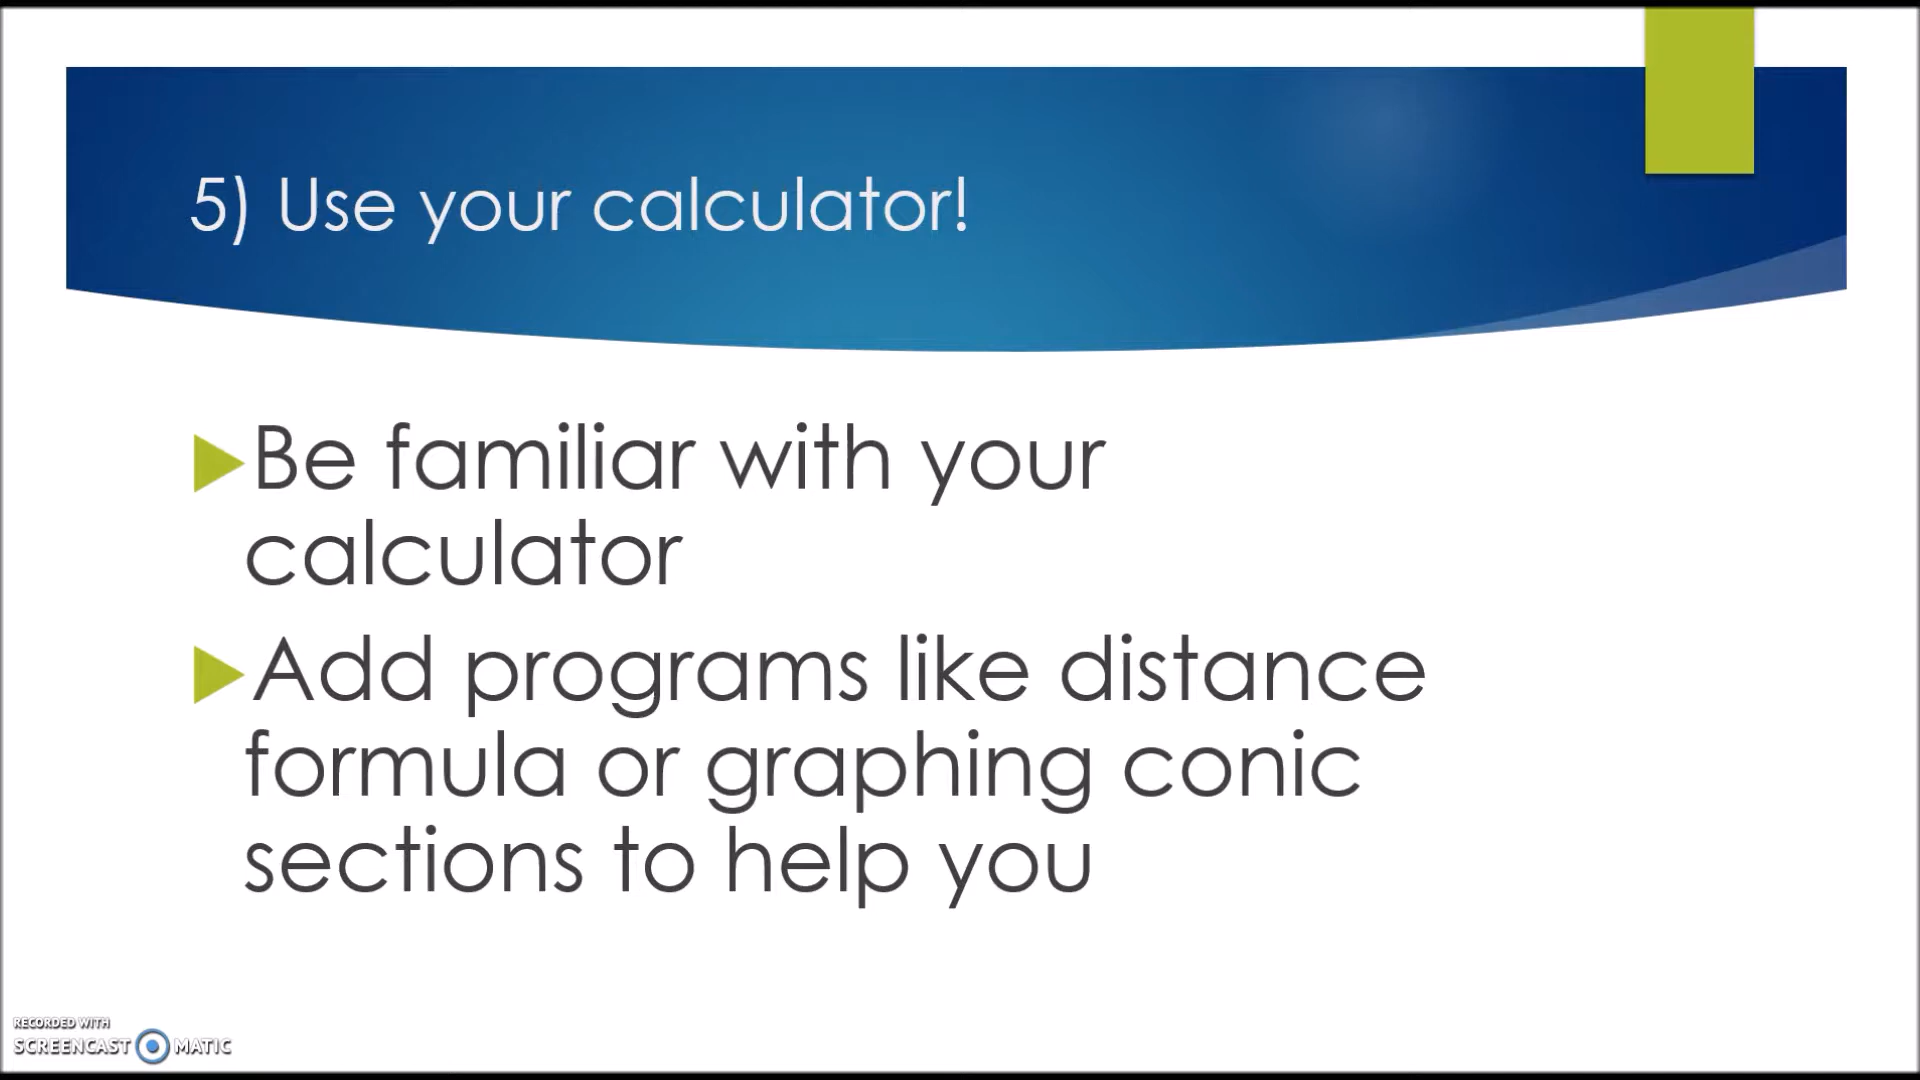 5) Use your calculator!
Be familiar with your
calculator
Add programs like distance
formula or graphing conic
sections to help you
RECORDED WITH
SCREENCAST MATIC